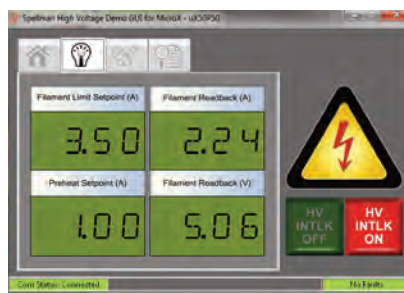 Spellman High Voltage Demo GUI for MicroX - uX50P50
Filament Limit Setpoint (A)
Filament Readback (A)
3.50
2.24
Preheat Setpoint (A)
Filament Readback (V)
1.00
5.06
HV INTLK OFF
HV INTLK ON
Com Status: Connected
No Faults